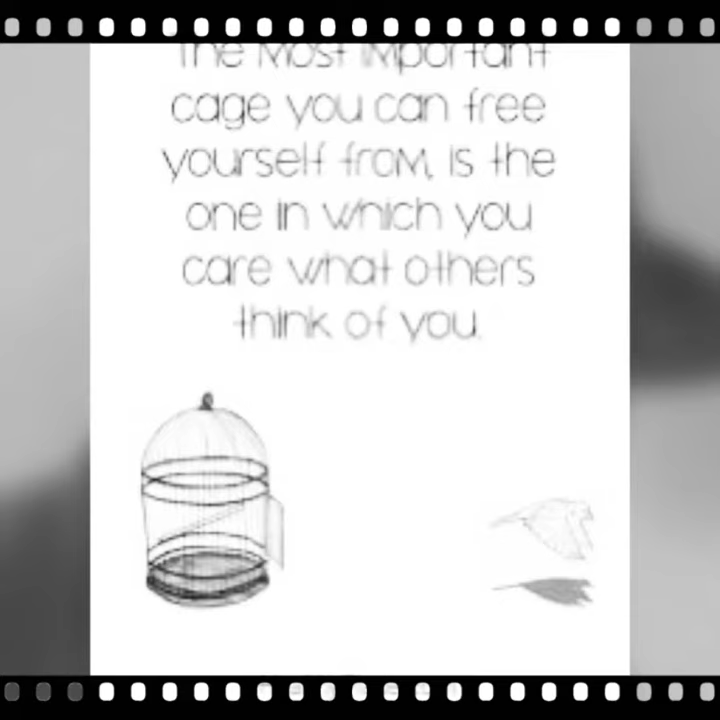 The Most Important
cage you can free
yourself from, is the
one in which you
care what others
think of you.